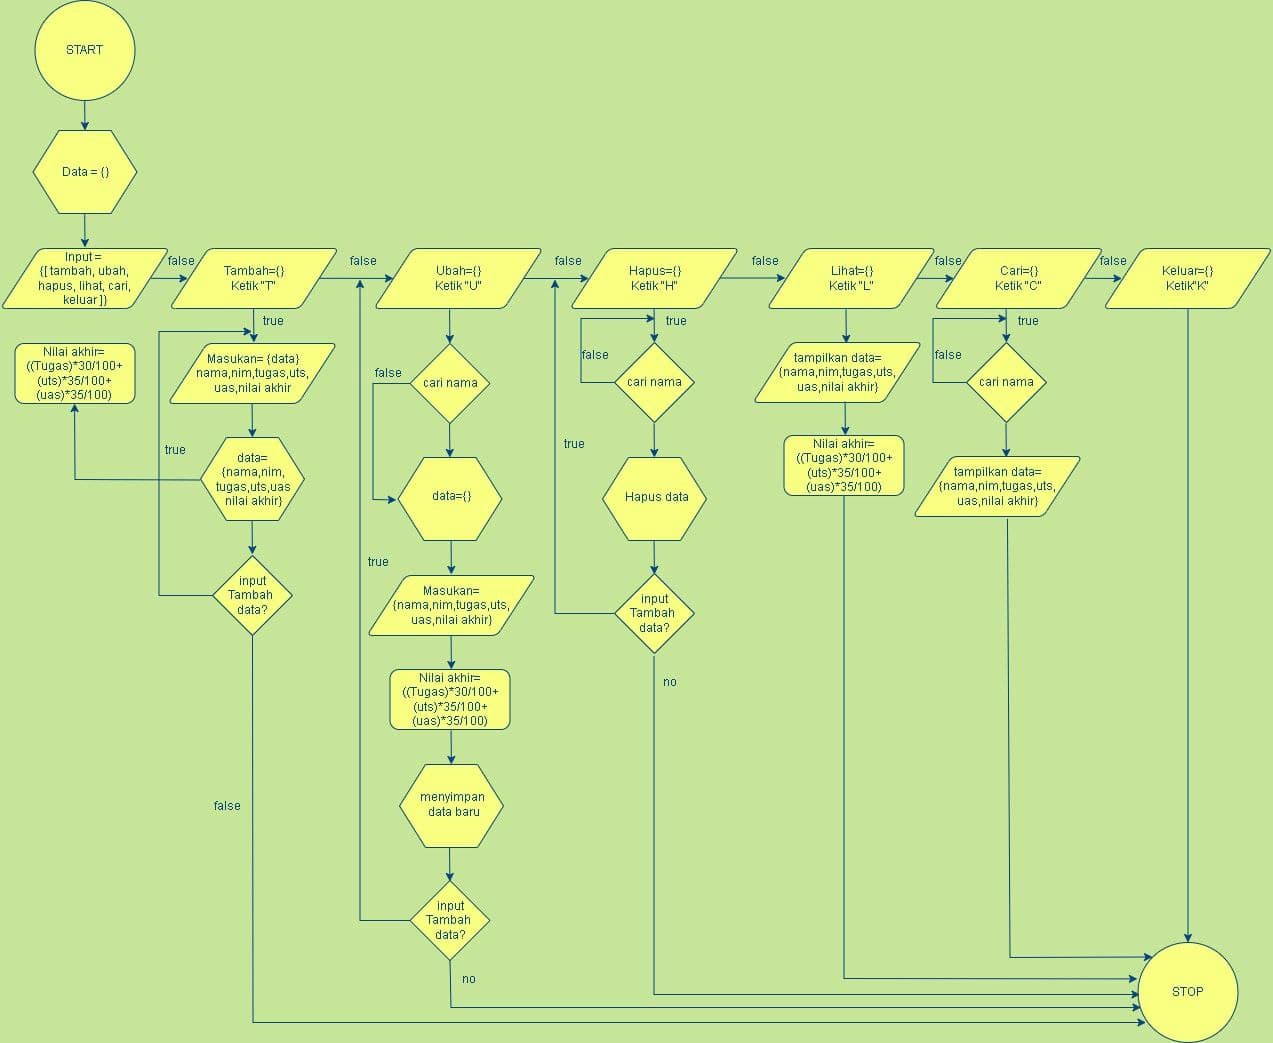 START
Data = {}
Input =
{[ tambah, ubah,
hapus, lihat, cari,
keluar ]}
false
Tambah={}
Ketik "T"
false
Ubah={}
Ketik "U"
false
Hapus={}
Ketik "H"
false
Lihat={}
Ketik "L"
false
Cari={}
Ketik "C"
false
Keluar={}
Ketik"K"
true
Masukan= {data}
nama,nim,tugas,uts,
uas,nilai akhir
Nilai akhir=
((Tugas)*30/100+
(uts)*35/100+
(uas)*35/100)
true
data=
{nama,nim,
tugas,uts,uas
nilai akhir}
input
Tambah
data?
false
cari nama
false
data={}
true
Masukan=
{nama,nim,tugas,uts,
uas,nilai akhir}
Nilai akhir=
((Tugas)*30/100+
(uts)*35/100+
(uas)*35/100)
menyimpan
data baru
input
Tambah
data?
no
true
false
cari nama
true
Hapus data
input
Tambah
data?
no
tampilkan data=
{nama,nim,tugas,uts,
uas,nilai akhir}
Nilai akhir=
((Tugas)*30/100+
(uts)*35/100+
(uas)*35/100)
true
false
cari nama
tampilkan data=
{nama,nim,tugas,uts,
uas,nilai akhir}
STOP